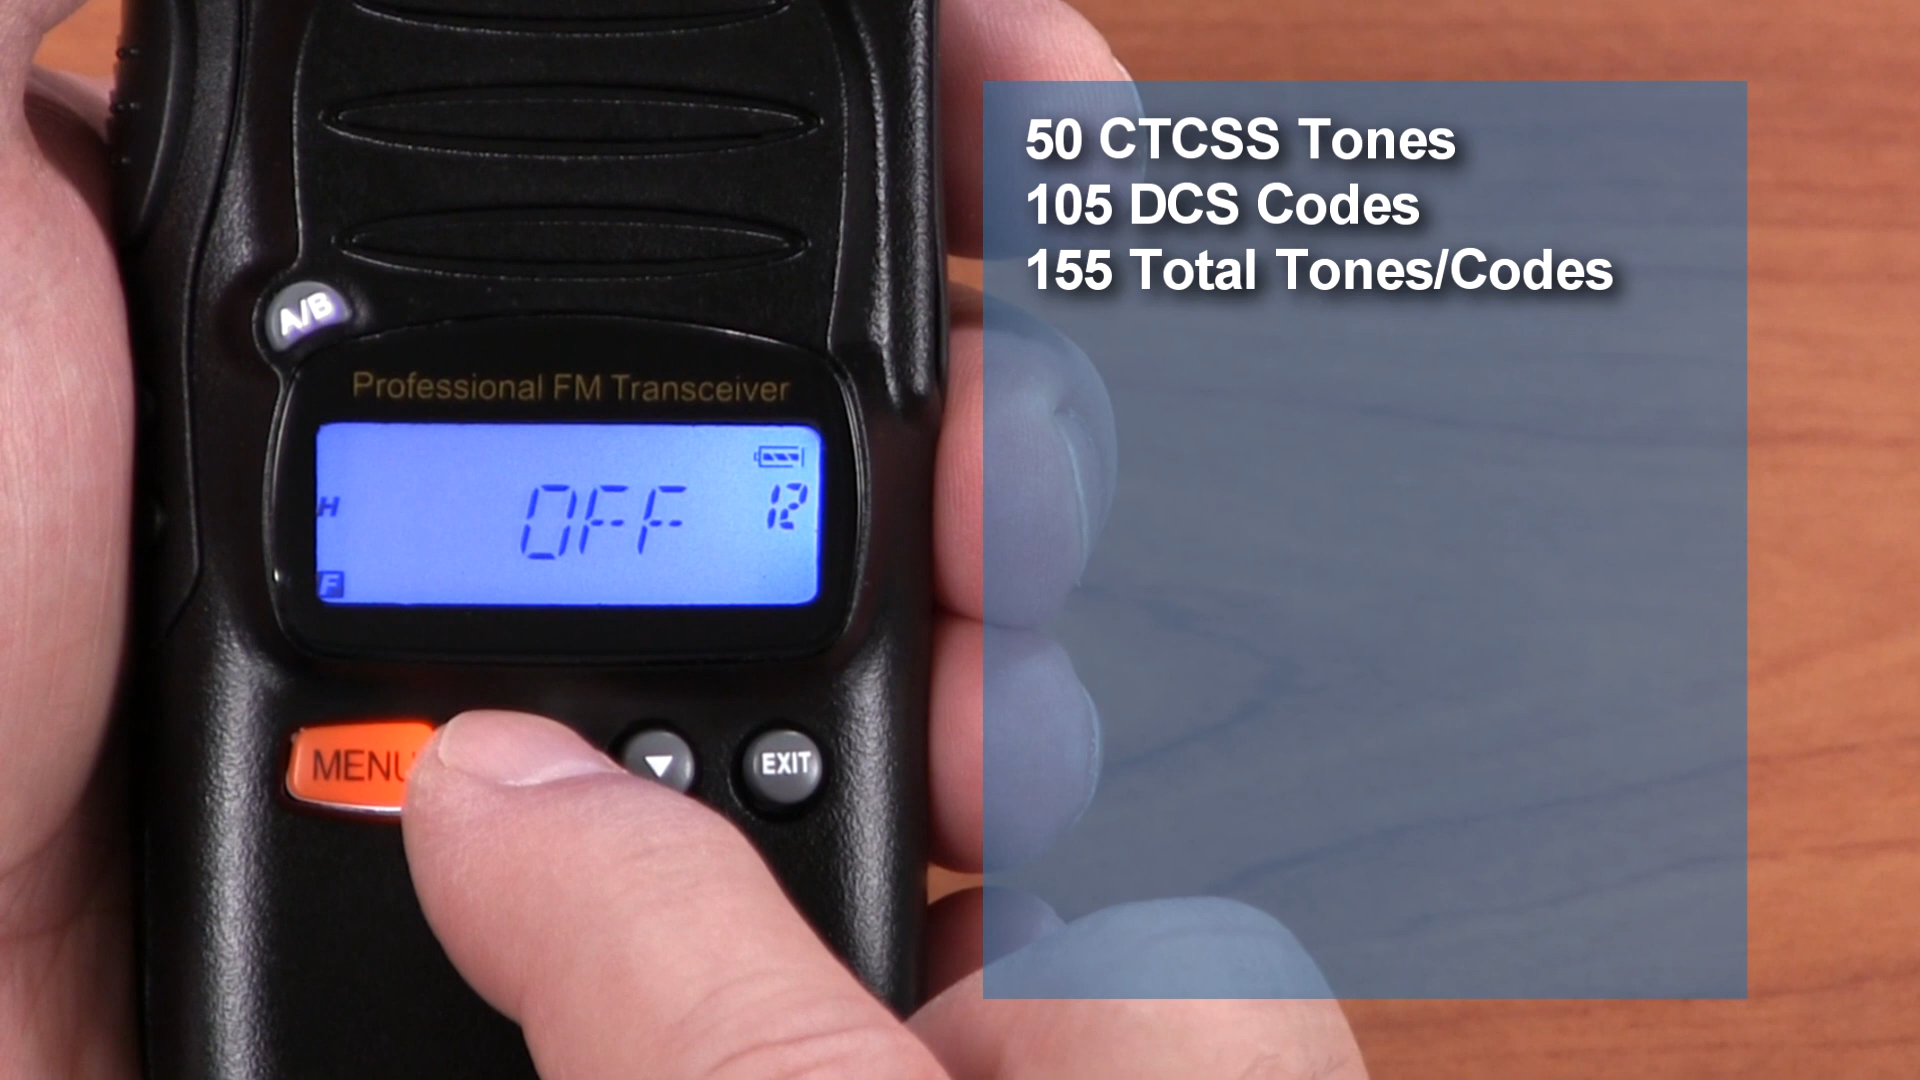 50 CTCSS Tones
105 DCS Codes
155 Total Tones/Codes
A/B
Professional FM Transceiver
H
OFF
12
F
MENU
EXIT